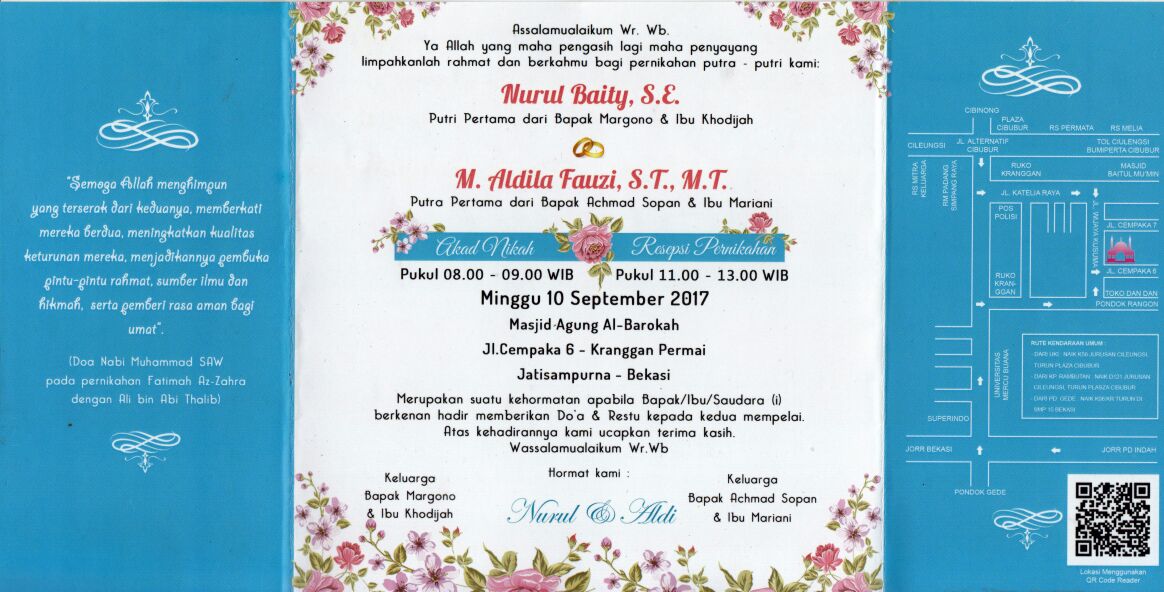 "Semoga Allah menghimpun
yang terserak dari keduanya, memberkati
mereka berdua, meningkatkan kualitas
keturunan mereka, menjadikannya pembuka
pintu-pintu rahmat, sumber ilmu dan
hikmah, serta pemberi rasa aman bagi
umat".
(Doa Nabi Muhammad SAW
pada pernikahan Fatimah Az-Zahra
dengan Ali bin Abi Thalib)
Assalamualaikum Wr. Wb.
Ya Allah yang maha pengasih lagi maha penyayang
limpahkanlah rahmat dan berkahmu bagi pernikahan putra - putri kami:
Nurul Baity, S.E.
Putri Pertama dari Bapak Margono & Ibu Khodijah
M. Aldila Fauzi, S.T., M.T.
Putra Pertama dari Bapak Achmad Sopan & Ibu Mariani
Akad Nikah
Resepsi Pernikahan
Pukul 08.00 - 09.00 WIB
Pukul 11.00 - 13.00 WIB
Minggu 10 September 2017
Masjid Agung Al-Barokah
Jl.Cempaka 6 - Kranggan Permai
Jatisampurna - Bekasi
Merupakan suatu kehormatan apabila Bapak/Ibu/Saudara (i)
berkenan hadir memberikan Do'a & Restu kepada kedua mempelai.
Atas kehadirannya kami ucapkan terima kasih.
Wassalamualaikum Wr.Wb
Hormat kami :
Keluarga
Bapak Margono
& Ibu Khodijah
Nurul & Aldi
Keluarga
Bapak Achmad Sopan
& Ibu Mariani
CIBINONG
PLAZA
CIBUBUR
RS PERMATA
RS MELIA
CILEUNGSI
JL. ALTERNATIF
CIBUBUR
TOL CIULENGSI
BUMIPERTA CIBUBUR
RS MITRA
KELUARGA
RM PADANG
SIMPANG RAYA
RUKO
KRANGGAN
MASJID
BAITUL MU'MIN
JL. KATELIA RAYA
POS
POLISI
JL. WIJAYA KUSUMA
JL. CEMPAKA 7
JL. CEMPAKA 6
RUKO
KRAN-
GGAN
TOKO DAN DAN
PONDOK RANGON
UNIVERSITAS
MERCU BUANA
RUTE KENDARAAN UMUM :
- DARI UKI : NAIK K56 JURUSAN CILEUNGSI,
TURUN PLAZA CIBUBUR
- DARI KP. RAMBUTAN : NAIK D121 JURUSAN
CILEUNGSI, TURUN PLASZA CIBUBUR
- DARI PD. GEDE : NAIK TURUN DI
SMP 15 BEKASI
SUPERINDO
JORR BEKASI
JORR PD INDAH
PONDOK GEDE
Lokasi Menggunakan
QR Code Reader